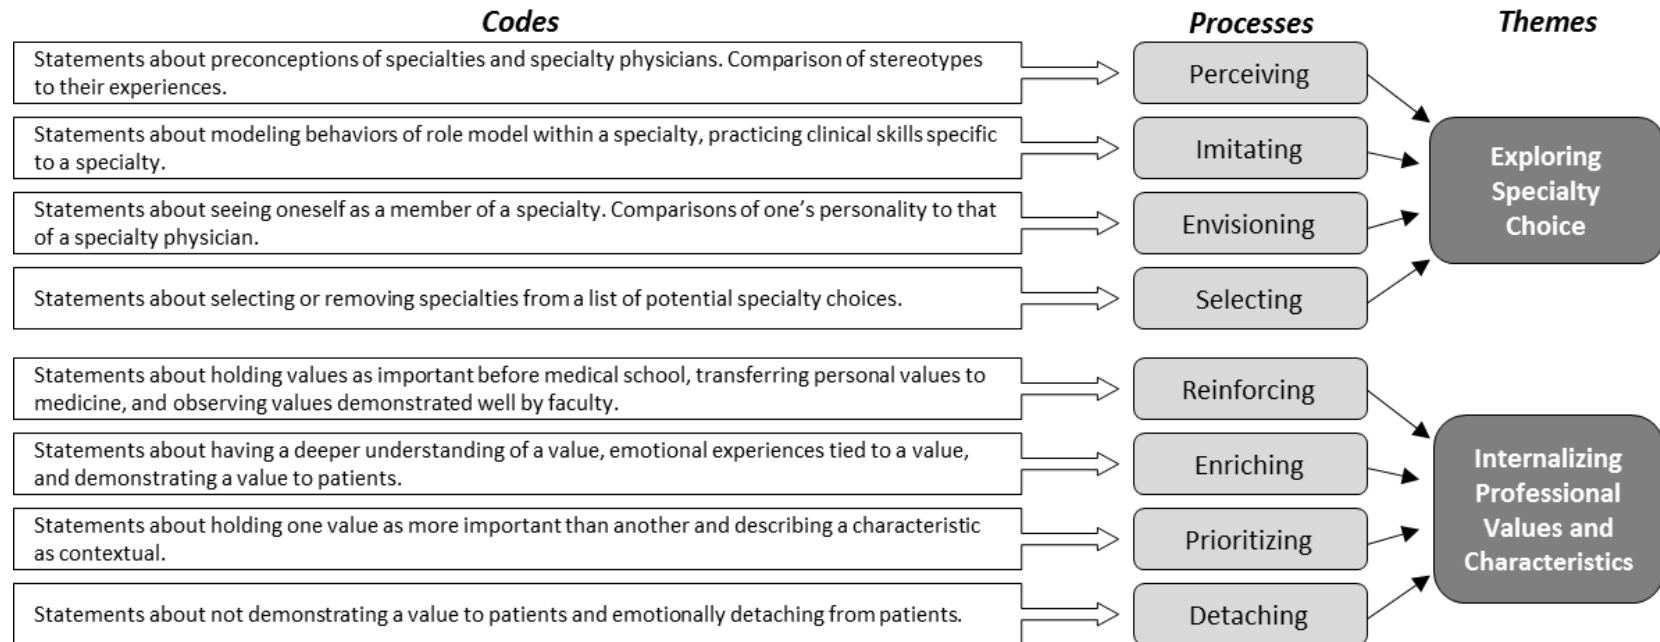 Codes
Processes
Themes
Statements about preconceptions of specialties and specialty physicians. Comparison of stereotypes
to their experiences.
Perceiving
Statements about modeling behaviors of role model within a specialty, practicing clinical skills specific
to a specialty.
Imitating
Statements about seeing oneself as a member of a specialty. Comparisons of one’s personality to that
of a specialty physician.
Envisioning
Statements about selecting or removing specialties from a list of potential specialty choices.
Selecting
Exploring
Specialty
Choice
Statements about holding values as important before medical school, transferring personal values to
medicine, and observing values demonstrated well by faculty.
Reinforcing
Statements about having a deeper understanding of a value, emotional experiences tied to a value,
and demonstrating a value to patients.
Enriching
Statements about holding one value as more important than another and describing a characteristic
as contextual.
Prioritizing
Statements about not demonstrating a value to patients and emotionally detaching from patients.
Detaching
Internalizing
Professional
Values and
Characteristics